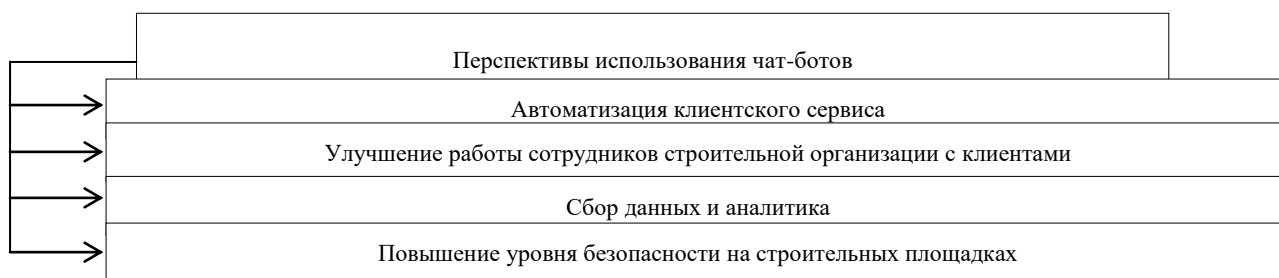 Перспективы использования чат-ботов
Автоматизация клиентского сервиса
Улучшение работы сотрудников строительной организации с клиентами
Сбор данных и аналитика
Повышение уровня безопасности на строительных площадках